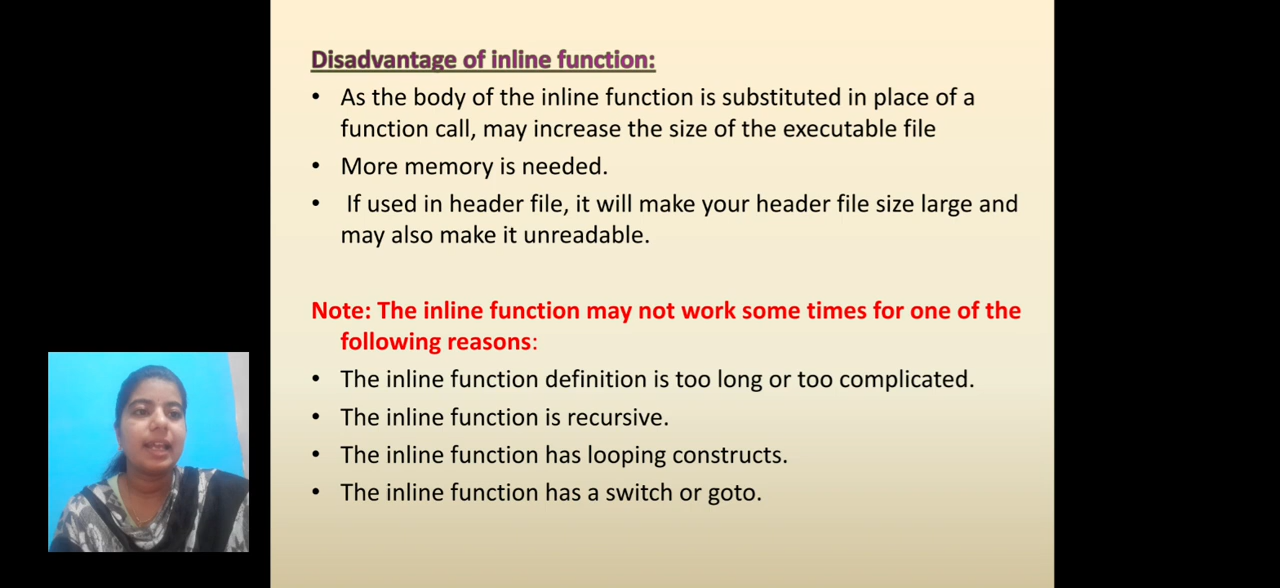 Disadvantage of inline function:
• As the body of the inline function is substituted in place of a
function call, may increase the size of the executable file
• More memory is needed.
• If used in header file, it will make your header file size large and
may also make it unreadable.
Note: The inline function may not work some times for one of the
following reasons:
• The inline function definition is too long or too complicated.
• The inline function is recursive.
• The inline function has looping constructs.
• The inline function has a switch or goto.